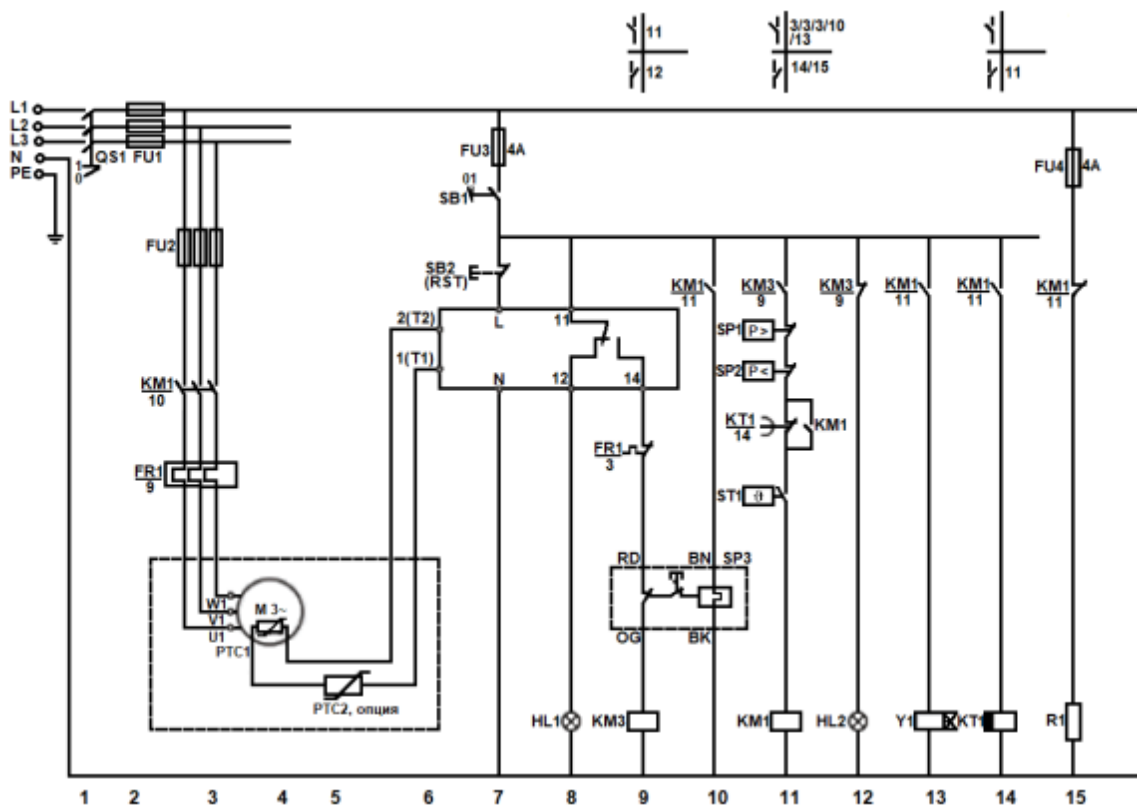 11
12
3/3/3/10
/13
14/15
11
L1
L2
L3
N
PE
1
0
QS1 FU1
FU3 4A
01
SB1
FU4 4A
FU2
SB2
(RST)
KM1
11
KM3
9
KM3
9
KM1
11
KM1
11
KM1
11
2(T2)
L
11
SP1 P >
1(T1)
SP2 P <
N
12
14
KM1
10
KT1
14
KM1
FR1
3
FR1
9
ST1
RD BN SP3
W1
V1
U1
M 3~
PTC1
OG BK
PTC2, опция
HL1
KM3
KM1
HL2
Y1
KT1
R1
1 2 3 4 5 6 7 8 9 10 11 12 13 14 15